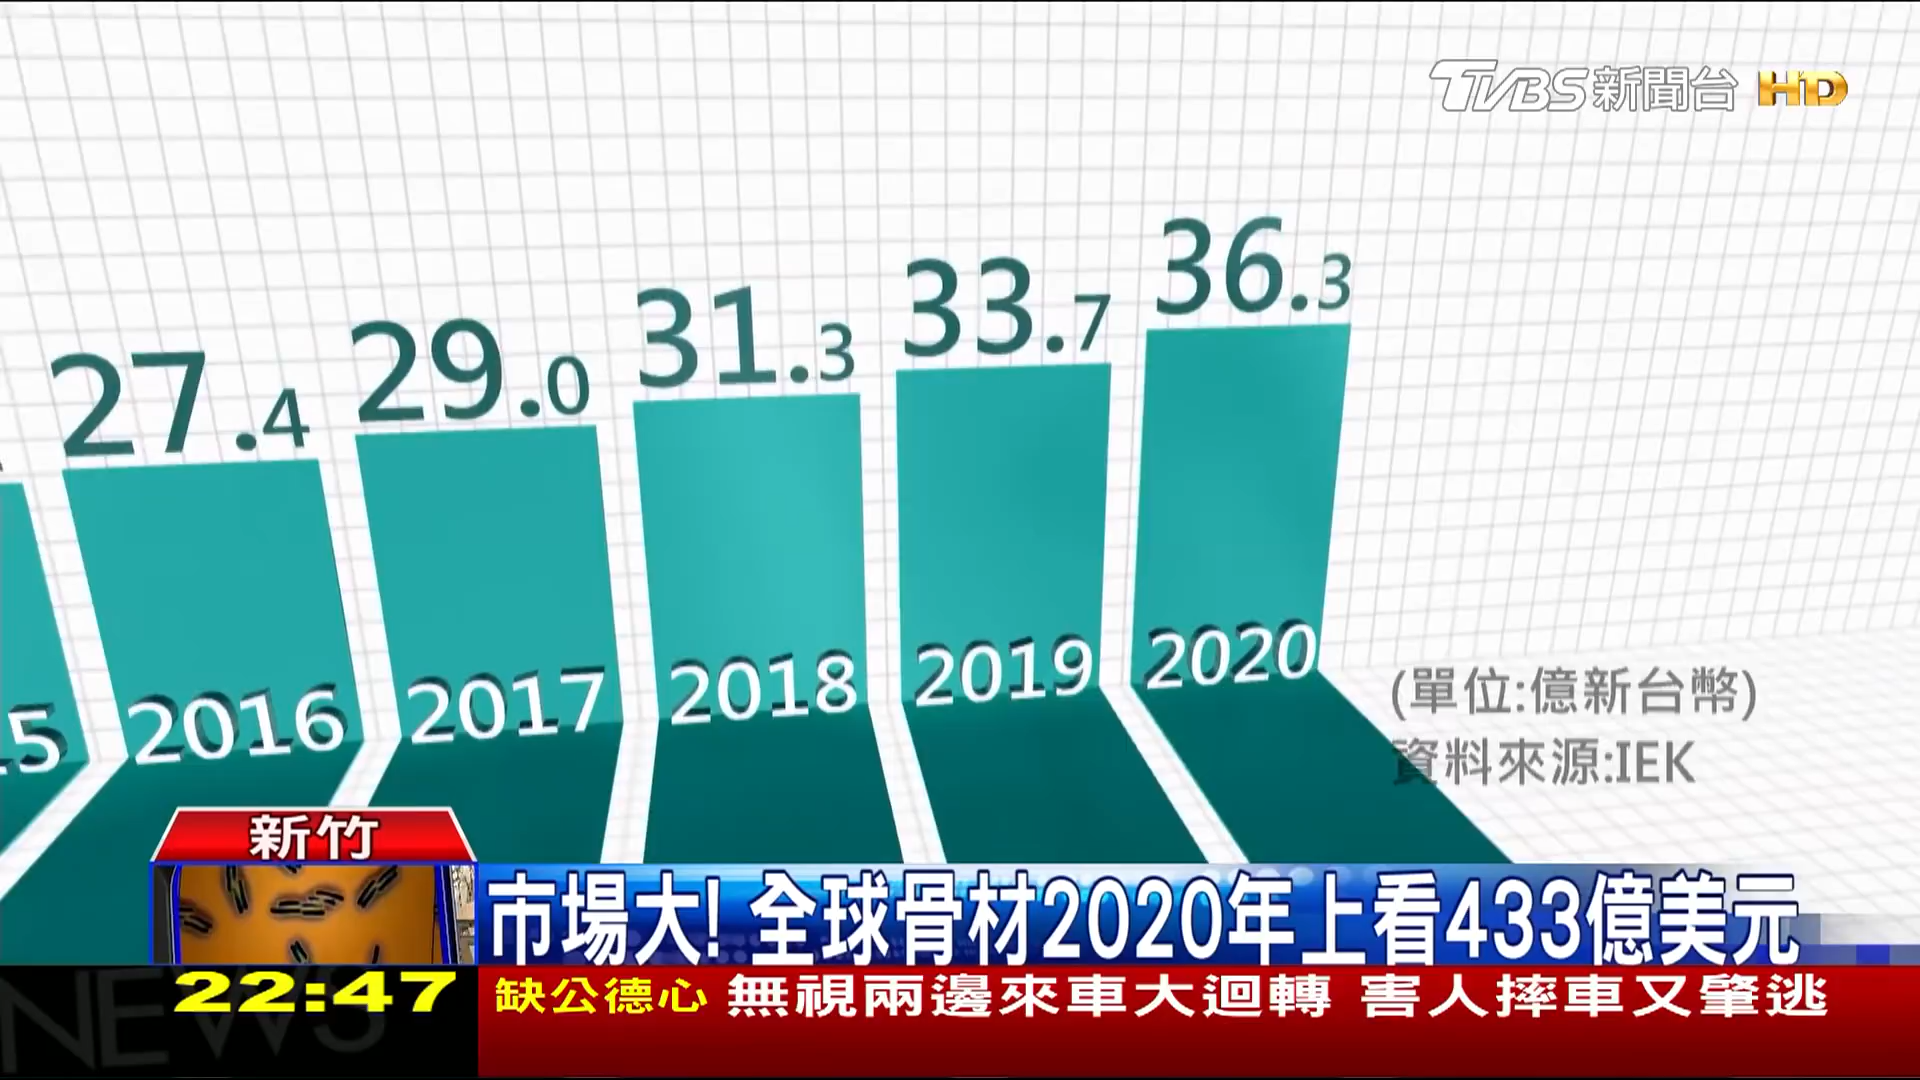 TVBS新聞台 HD
27.4 29.0 31.3 33.7 36.3
15 2016 2017 2018 2019 2020
(單位:億新台幣)
資料來源:IEK
新竹
市場大! 全球骨材2020年上看433億美元
22:47 缺公德心 無視兩邊來車大迴轉 害人摔車又肇逃
NEWS